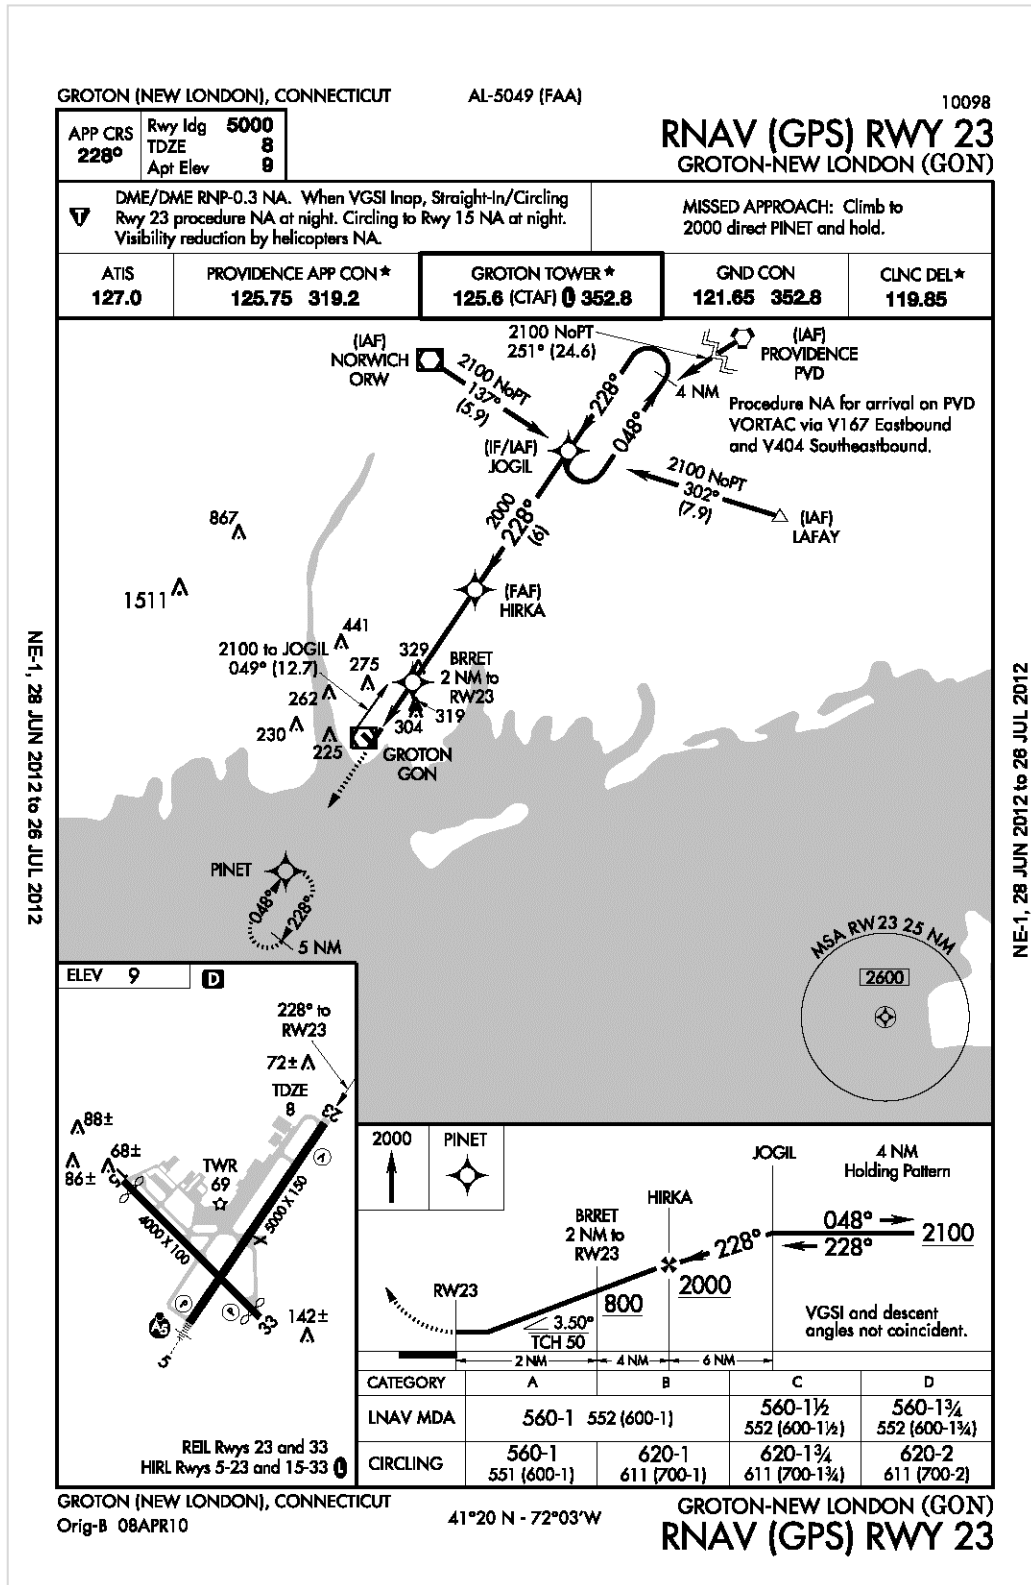 GROTON (NEW LONDON), CONNECTICUT
AL-5049 (FAA)
10098
RNAV (GPS) RWY 23
GROTON-NEW LONDON (GON)
APP CRS
228°
Rwy ldg 5000
TDZE 8
Apt Elev 9
T
DME/DME RNP-0.3 NA. When VGSI Inop, Straight-In/Circling
Rwy 23 procedure NA at night. Circling to Rwy 15 NA at night.
Visibility reduction by helicopters NA.
MISSED APPROACH: Climb to
2000 direct PINET and hold.
ATIS
127.0
PROVIDENCE APP CON★
125.75 319.2
GROTON TOWER★
125.6 (CTAF) L 352.8
GND CON
121.65 352.8
CLNC DEL★
119.85
2100 NoPT
251° (24.6)
(IAF)
PROVIDENCE
PVD
(IAF)
NORWICH
ORW
2100 NoPT
137°
(5.9)
4 NM
228°
048°
Procedure NA for arrival on PVD
VORTAC via V167 Eastbound
and V404 Southeastbound.
(IF/IAF)
JOGIL
2100 NoPT
302°
(7.9)
(IAF)
LAFAY
2000
228°
(6)
867
1511
(FAF)
HIRKA
441
2100 to JOGIL
049° (12.7)
329
275
BRRET
2 NM to
RW23
262
319
304
230
225
GROTON
GON
PINET
048°
228°
5 NM
MSA RW23 25 NM
2600
NE-1, 28 JUN 2012 to 26 JUL 2012
NE-1, 28 JUN 2012 to 26 JUL 2012
ELEV 9
D
228° to
RW23
72±
TDZE
8
23
88±
68±
86±
15
TWR
69
4000 X 100
5000 X 150
P
P
A5
33
142±
5
REIL Rwys 23 and 33
HIRL Rwys 5-23 and 15-33 L
2000
PINET
JOGIL
4 NM
Holding Pattern
HIRKA
BRRET
2 NM to
RW23
048°
228°
2100
228°
RW23
2000
800
3.50°
TCH 50
VGSI and descent
angles not coincident.
2 NM
4 NM
6 NM
CATEGORY A B C D
LNAV MDA 560-1 552 (600-1) 560-1½ 552 (600-1½) 560-1¾ 552 (600-1¾)
CIRCLING 560-1 551 (600-1) 620-1 611 (700-1) 620-1¾ 611 (700-1¾) 620-2 611 (700-2)
GROTON (NEW LONDON), CONNECTICUT
Orig-B 08APR10
41°20 N - 72°03'W
GROTON-NEW LONDON (GON)
RNAV (GPS) RWY 23